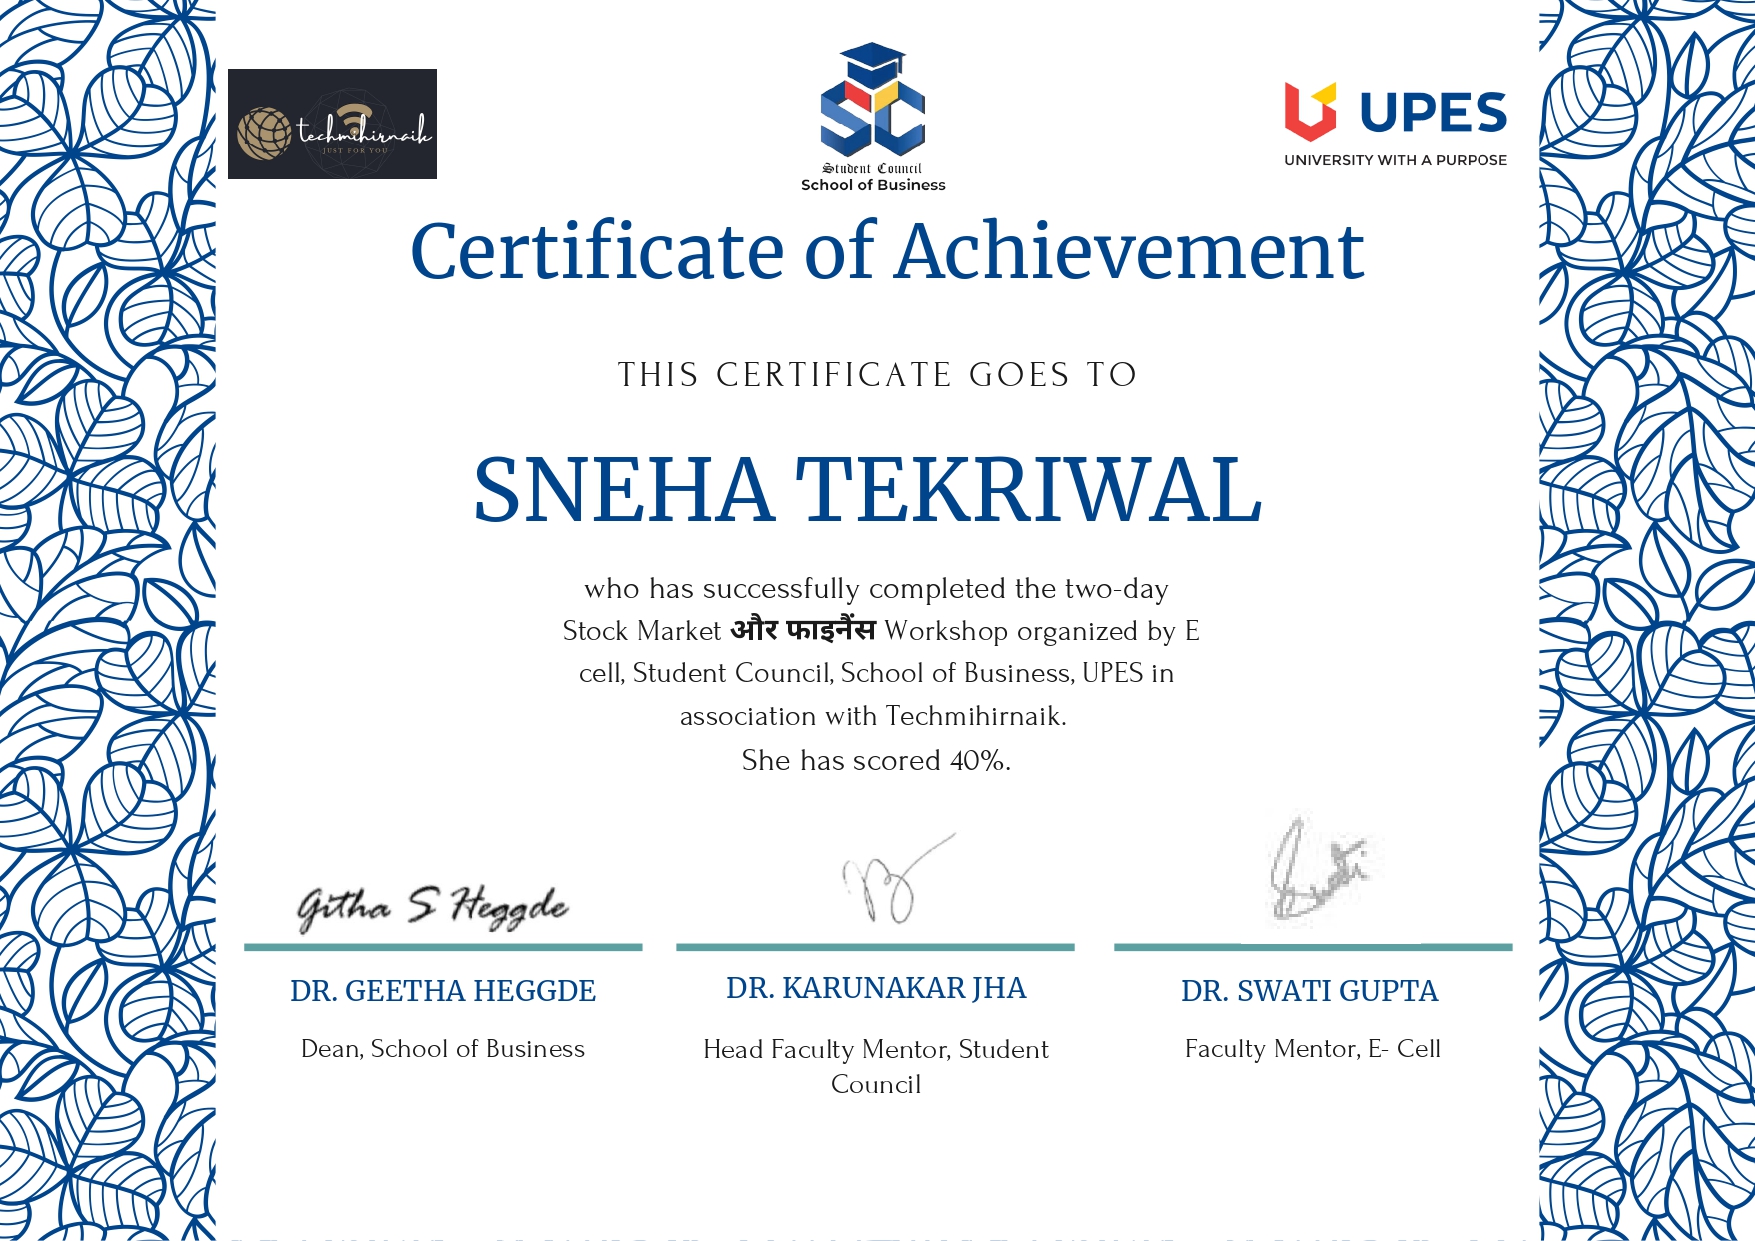 techmihirnaik
JUST FOR YOU
Student Council
School of Business
UPES
UNIVERSITY WITH A PURPOSE
Certificate of Achievement
THIS CERTIFICATE GOES TO
SNEHA TEKRIWAL
who has successfully completed the two-day
Stock Market और फाइनैंस Workshop organized by E
cell, Student Council, School of Business, UPES in
association with Techmihirnaik.
She has scored 40%.
Githa S Heggde
Swati
DR. GEETHA HEGGDE
DR. KARUNAKAR JHA
DR. SWATI GUPTA
Dean, School of Business
Head Faculty Mentor, Student
Council
Faculty Mentor, E- Cell